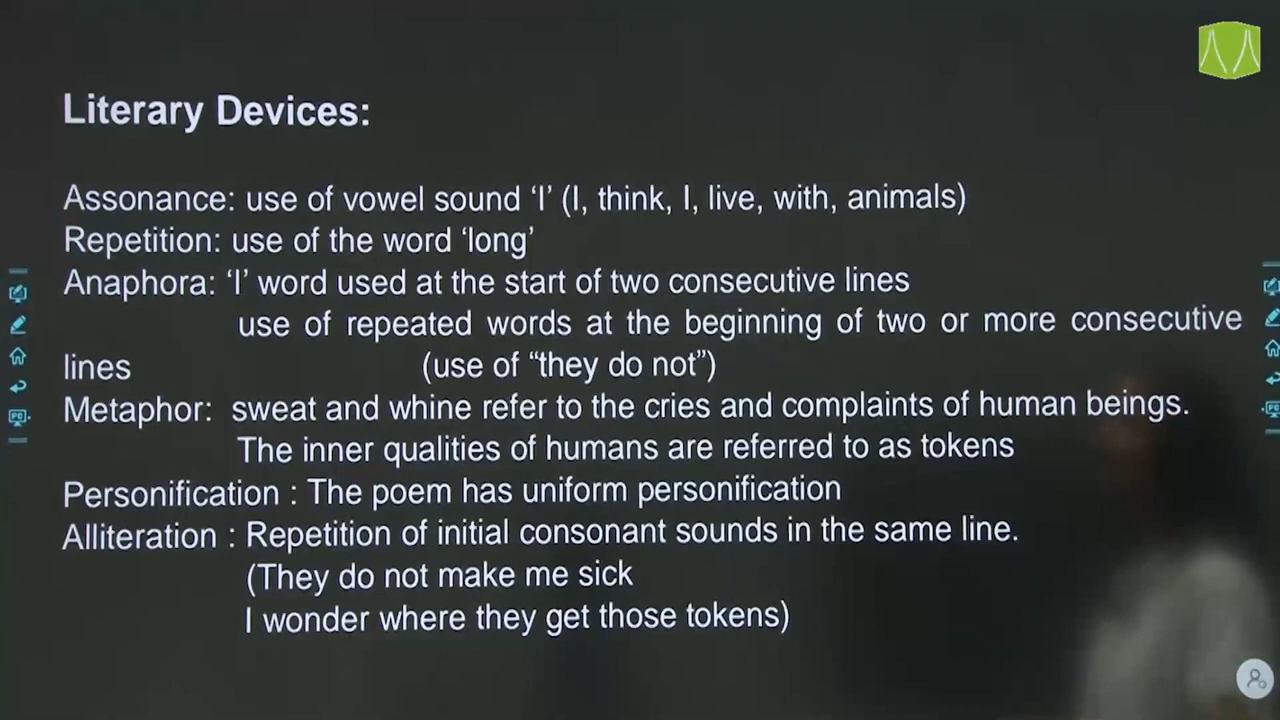 Literary Devices:
Assonance: use of vowel sound ‘I’ (I, think, I, live, with, animals)
Repetition: use of the word ‘long’
Anaphora: ‘I’ word used at the start of two consecutive lines
use of repeated words at the beginning of two or more consecutive
lines (use of “they do not”)
Metaphor: sweat and whine refer to the cries and complaints of human beings.
The inner qualities of humans are referred to as tokens
Personification : The poem has uniform personification
Alliteration : Repetition of initial consonant sounds in the same line.
(They do not make me sick
I wonder where they get those tokens)